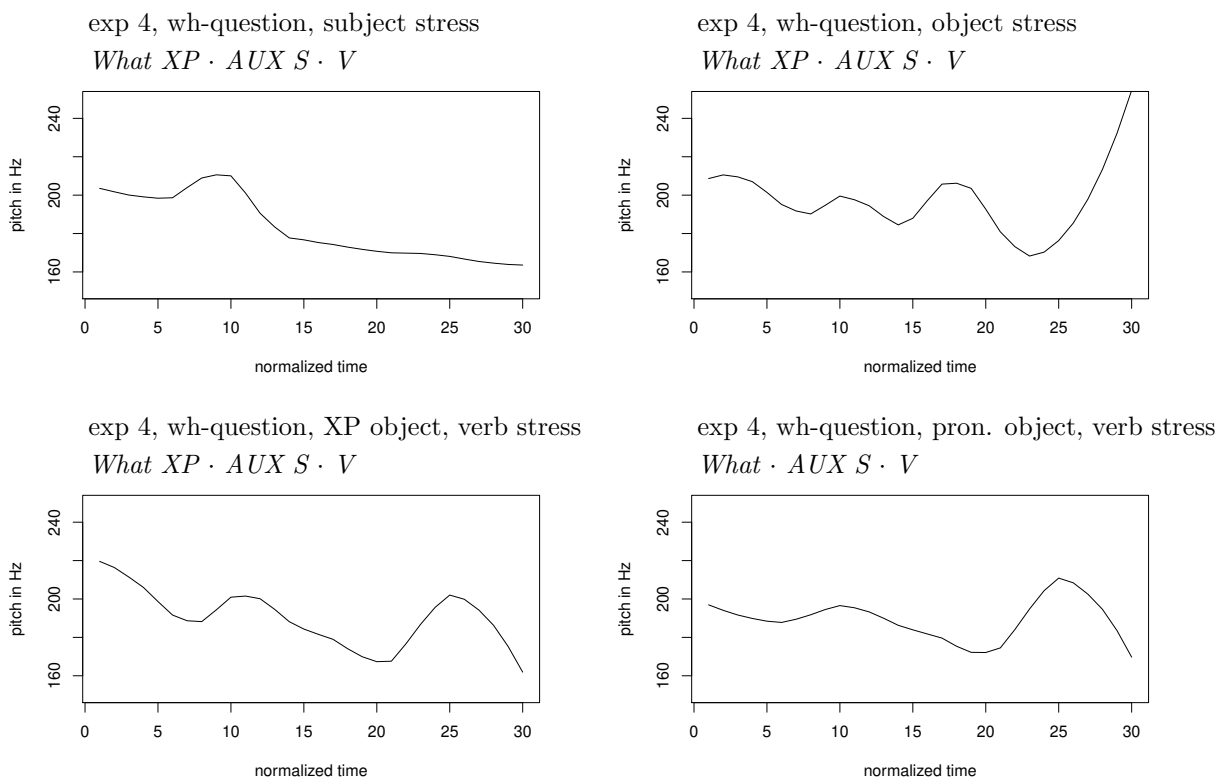 exp 4, wh-question, subject stress
What XP · AUX S · V
240
200
160
pitch in Hz
0 5 10 15 20 25 30
normalized time
exp 4, wh-question, object stress
What XP · AUX S · V
240
200
160
pitch in Hz
0 5 10 15 20 25 30
normalized time
exp 4, wh-question, XP object, verb stress
What XP · AUX S · V
240
200
160
pitch in Hz
0 5 10 15 20 25 30
normalized time
exp 4, wh-question, pron. object, verb stress
What · AUX S · V
240
200
160
pitch in Hz
0 5 10 15 20 25 30
normalized time